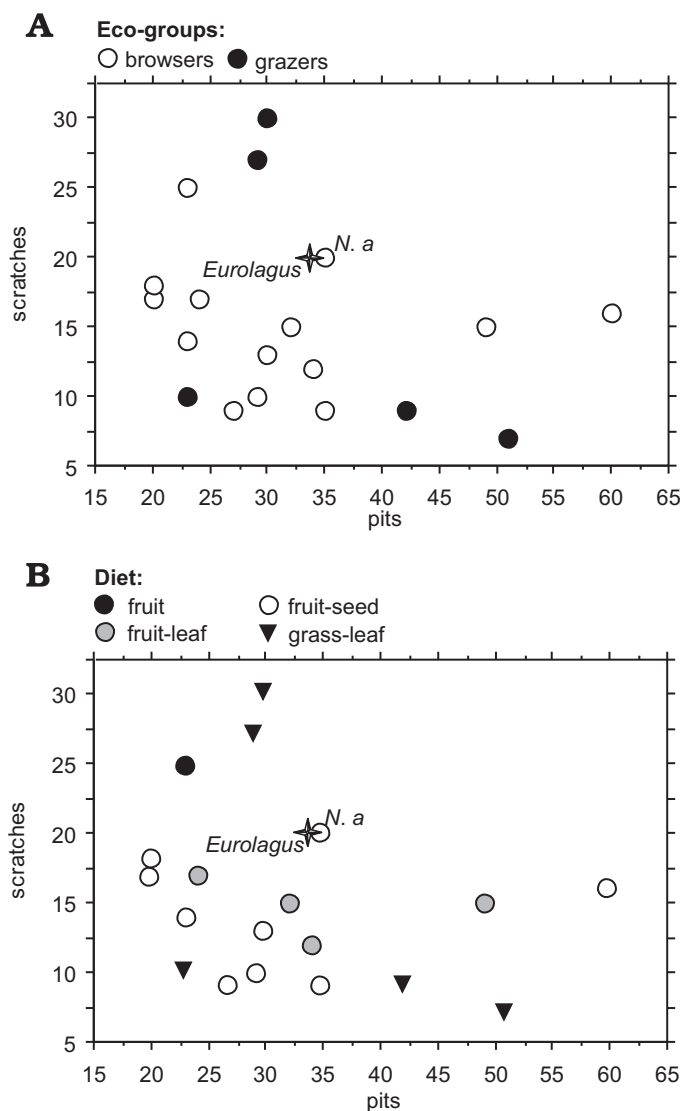 A Eco-groups:
browsers grazers
30
25
20
15
10
5
scratches
N. a
Eurolagus
15 20 25 30 35 40 45 50 55 60 65
pits
B Diet:
fruit fruit-seed
fruit-leaf grass-leaf
30
25
20
15
10
5
scratches
N. a
Eurolagus
15 20 25 30 35 40 45 50 55 60 65
pits